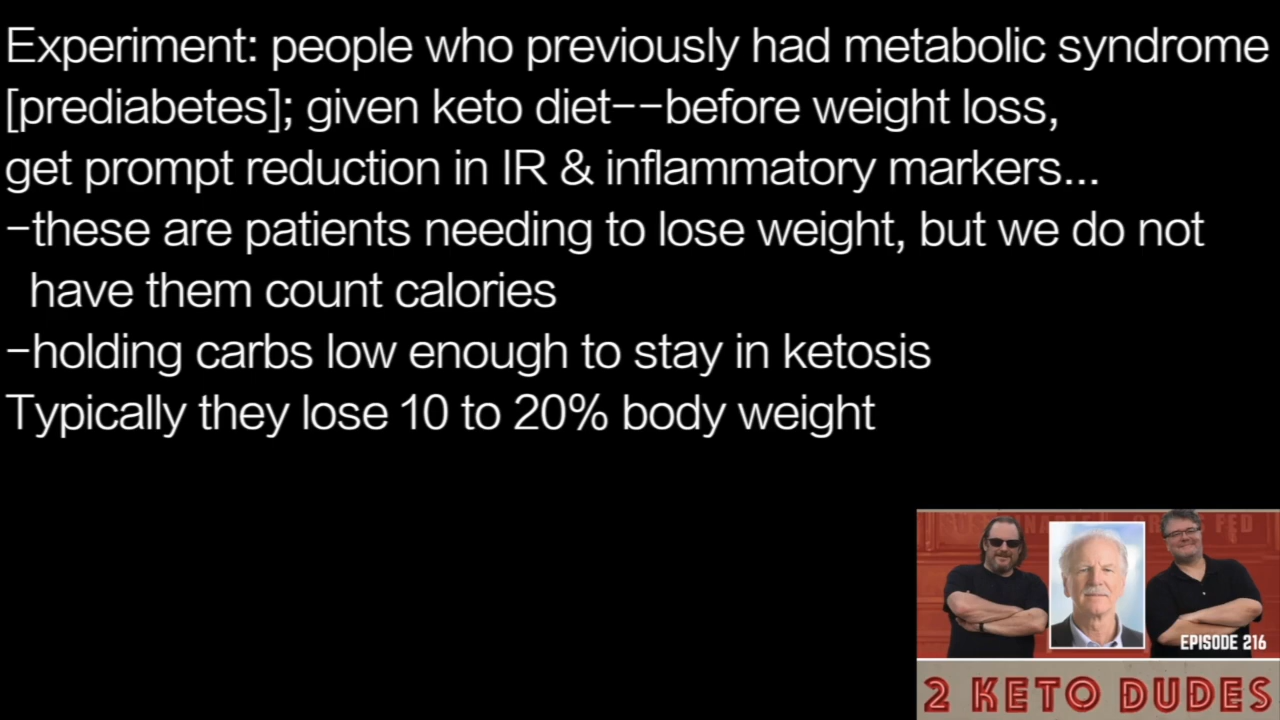 Experiment: people who previously had metabolic syndrome
[prediabetes]; given keto diet--before weight loss,
get prompt reduction in IR & inflammatory markers...
-these are patients needing to lose weight, but we do not
have them count calories
-holding carbs low enough to stay in ketosis
Typically they lose 10 to 20% body weight
FED
EPISODE 216
2 KETO DUDES